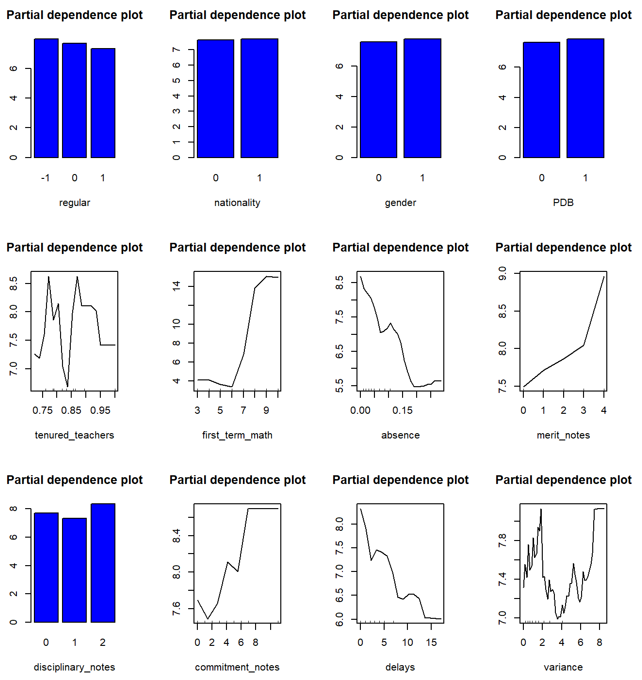 Partial dependence plot Partial dependence plot Partial dependence plot Partial dependence plot
6
4
2
0
-1 0 1
regular
7
6
5
4
3
2
1
0
0 1
nationality
6
4
2
0
0 1
gender
6
4
2
0
0 1
PDB
Partial dependence plot Partial dependence plot Partial dependence plot Partial dependence plot
8.5
8.0
7.5
7.0
0.75 0.85 0.95
tenured_teachers
14
12
10
8
6
4
3 5 7 9
first_term_math
8.5
7.5
6.5
5.5
0.00 0.15
absence
9.0
8.5
8.0
7.5
0 1 2 3 4
merit_notes
Partial dependence plot Partial dependence plot Partial dependence plot Partial dependence plot
8
6
4
2
0
0 1 2
disciplinary_notes
8.4
8.0
7.6
0 2 4 6 8
commitment_notes
8.0
7.5
7.0
6.5
6.0
0 5 10 15
delays
7.8
7.4
7.0
0 2 4 6 8
variance